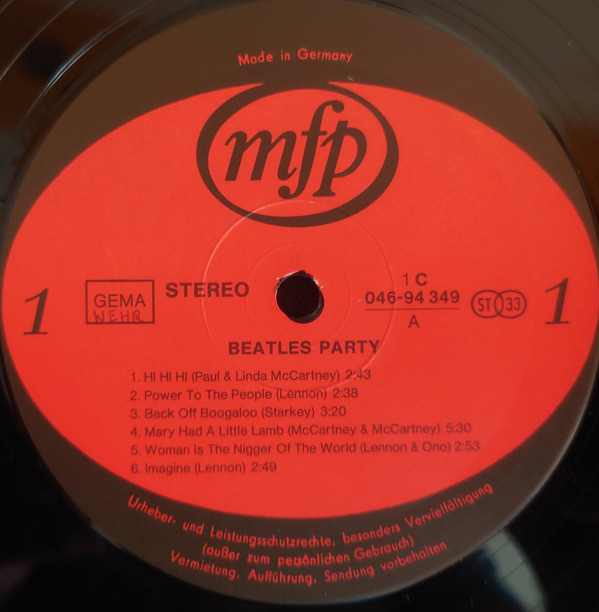 Made in Germany
mfp
1 GEMA STEREO 1 C
WEHR 046-94 349 ST 33 1
A
BEATLES PARTY
1. HI HI HI (Paul & Linda McCartney) 2:43
2. Power To The People (Lennon) 2:38
3. Back Off Boogaloo (Starkey) 3:20
4. Mary Had A Little Lamb (McCartney & McCartney) 5:30
5. Woman Is The Nigger Of The World (Lennon & Ono) 2:53
6. Imagine (Lennon) 2:49
Urheber- und Leistungsschutzrechte, besonders Vervielfältigung
(außer zum persönlichen Gebrauch)
Vermietung, Aufführung, Sendung vorbehalten